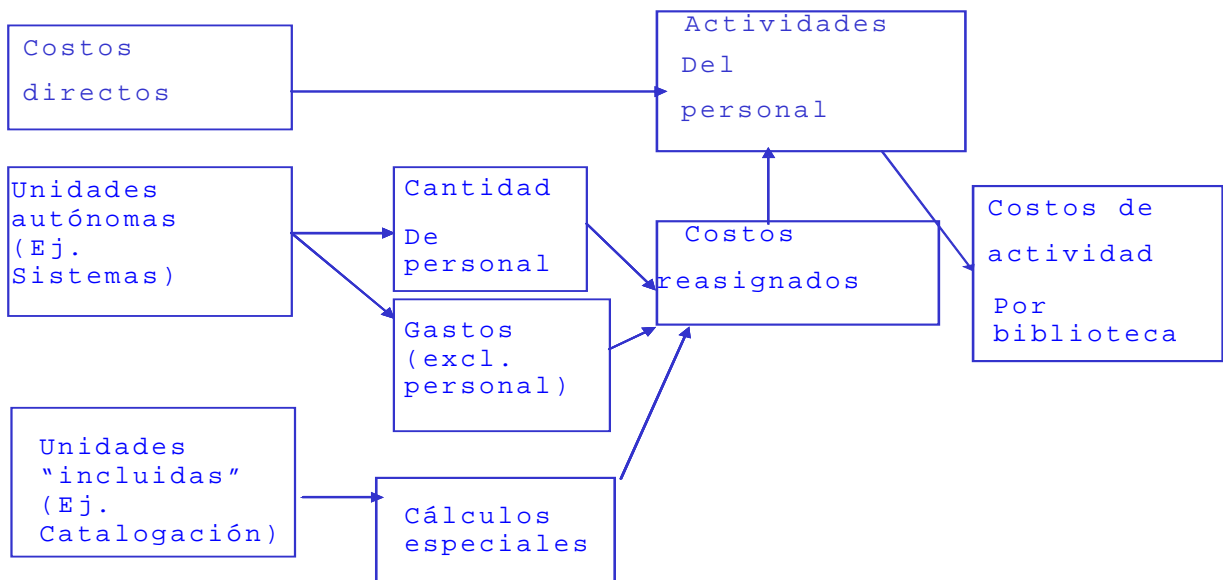 Costos
directos
Actividades
Del
personal
Unidades
autónomas
(Ej.
Sistemas)
Cantidad
De
personal
Gastos
(excl.
personal)
Costos
reasignados
Costos de
actividad
Por
biblioteca
Unidades
“incluidas”
(Ej.
Catalogación)
Cálculos
especiales